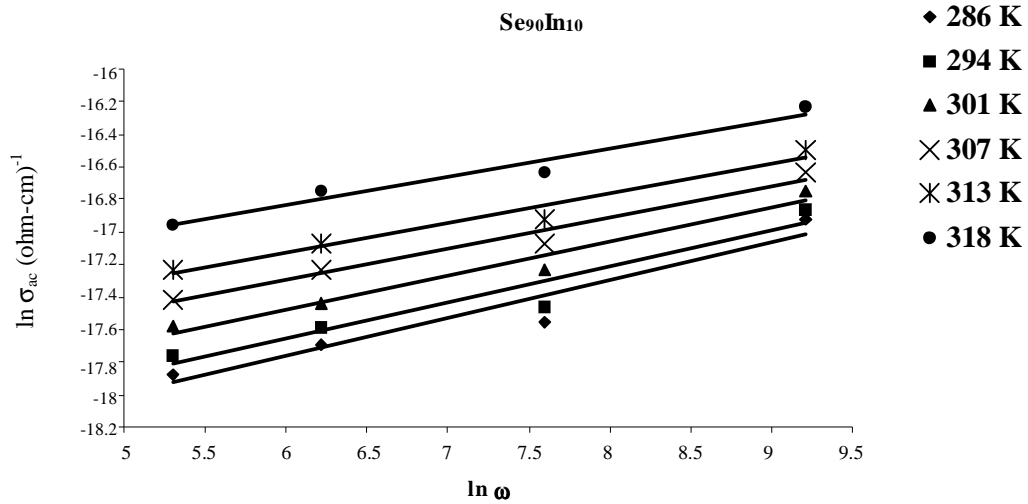 Se90In10
286 K
294 K
301 K
307 K
313 K
318 K
ln σac (ohm-cm)-1
-16
-16.2
-16.4
-16.6
-16.8
-17
-17.2
-17.4
-17.6
-17.8
-18
-18.2
5 5.5 6 6.5 7 7.5 8 8.5 9 9.5
ln ω